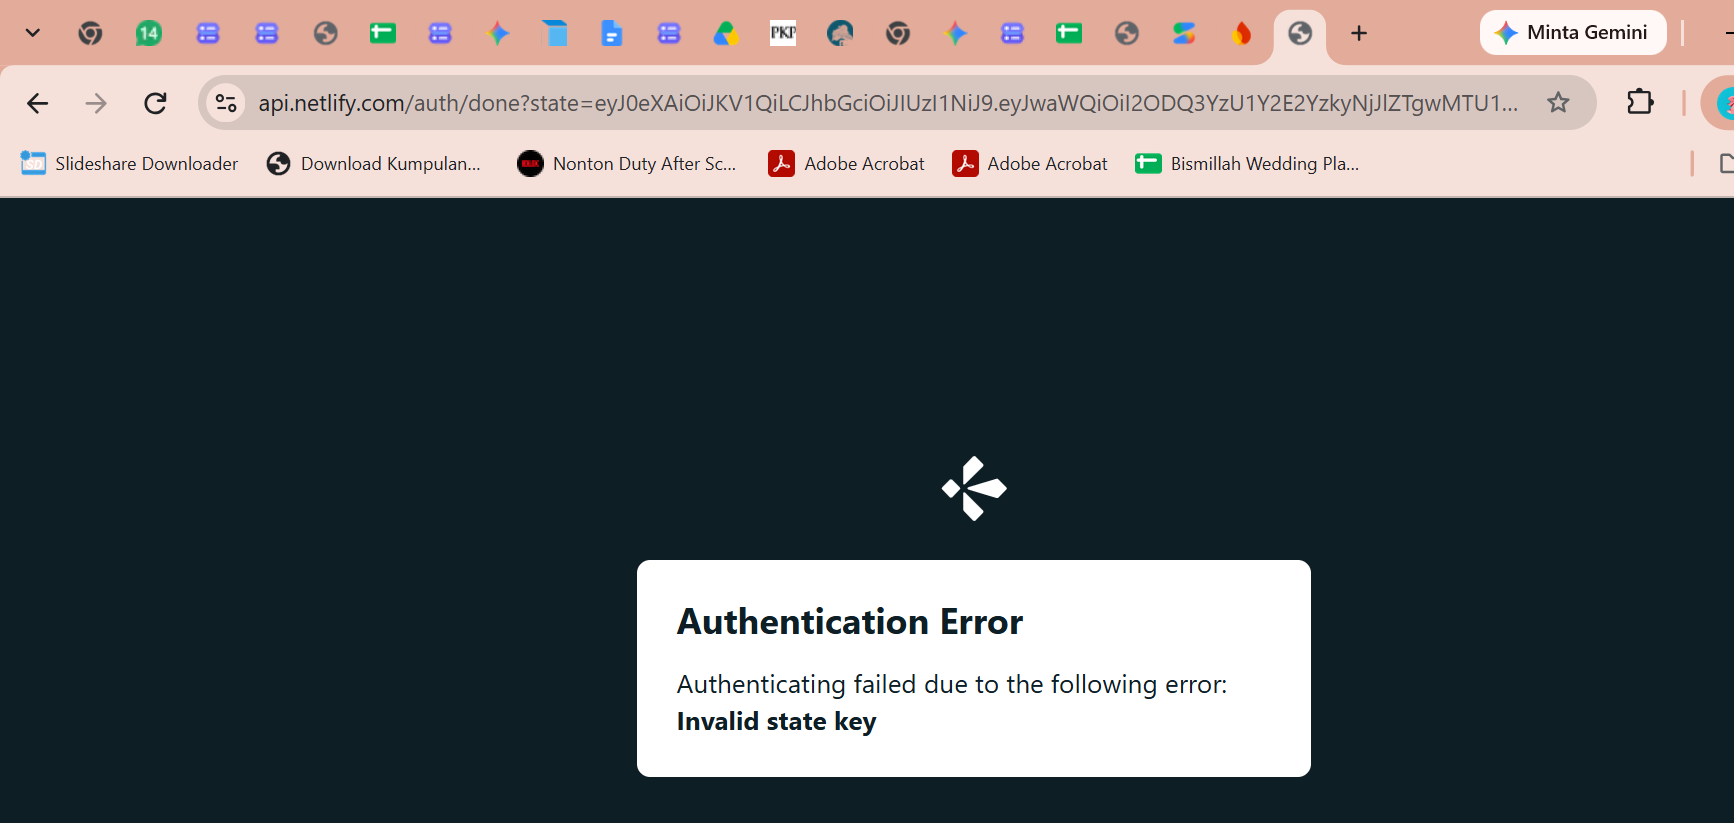 14
PKP
Minta Gemini
api.netlify.com/auth/done?state=eyJ0eXAiOiJKV1QiLCJhbGciOiJIUzI1NiJ9.eyJwaWQiOiI2ODQ3YzU1Y2E2YzkyNjJlZTgwMTU1...
Slideshare Downloader
Download Kumpulan...
Nonton Duty After Sc...
Adobe Acrobat
Adobe Acrobat
Bismillah Wedding Pla...
Authentication Error
Authenticating failed due to the following error:
Invalid state key